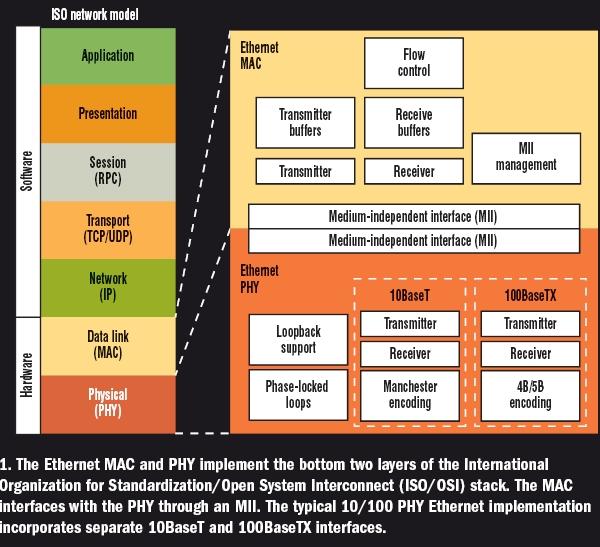 ISO network model
Software
Hardware
Application
Presentation
Session
(RPC)
Transport
(TCP/UDP)
Network
(IP)
Data link
(MAC)
Physical
(PHY)
Ethernet
MAC
Flow
control
Transmitter
buffers
Receive
buffers
MII
management
Transmitter
Receiver
Medium-independent interface (MII)
Medium-independent interface (MII)
Ethernet
PHY
Loopback
support
Phase-locked
loops
10BaseT
Transmitter
Receiver
Manchester
encoding
100BaseTX
Transmitter
Receiver
4B/5B
encoding
1. The Ethernet MAC and PHY implement the bottom two layers of the International
Organization for Standardization/Open System Interconnect (ISO/OSI) stack. The MAC
interfaces with the PHY through an MII. The typical 10/100 PHY Ethernet implementation
incorporates separate 10BaseT and 100BaseTX interfaces.